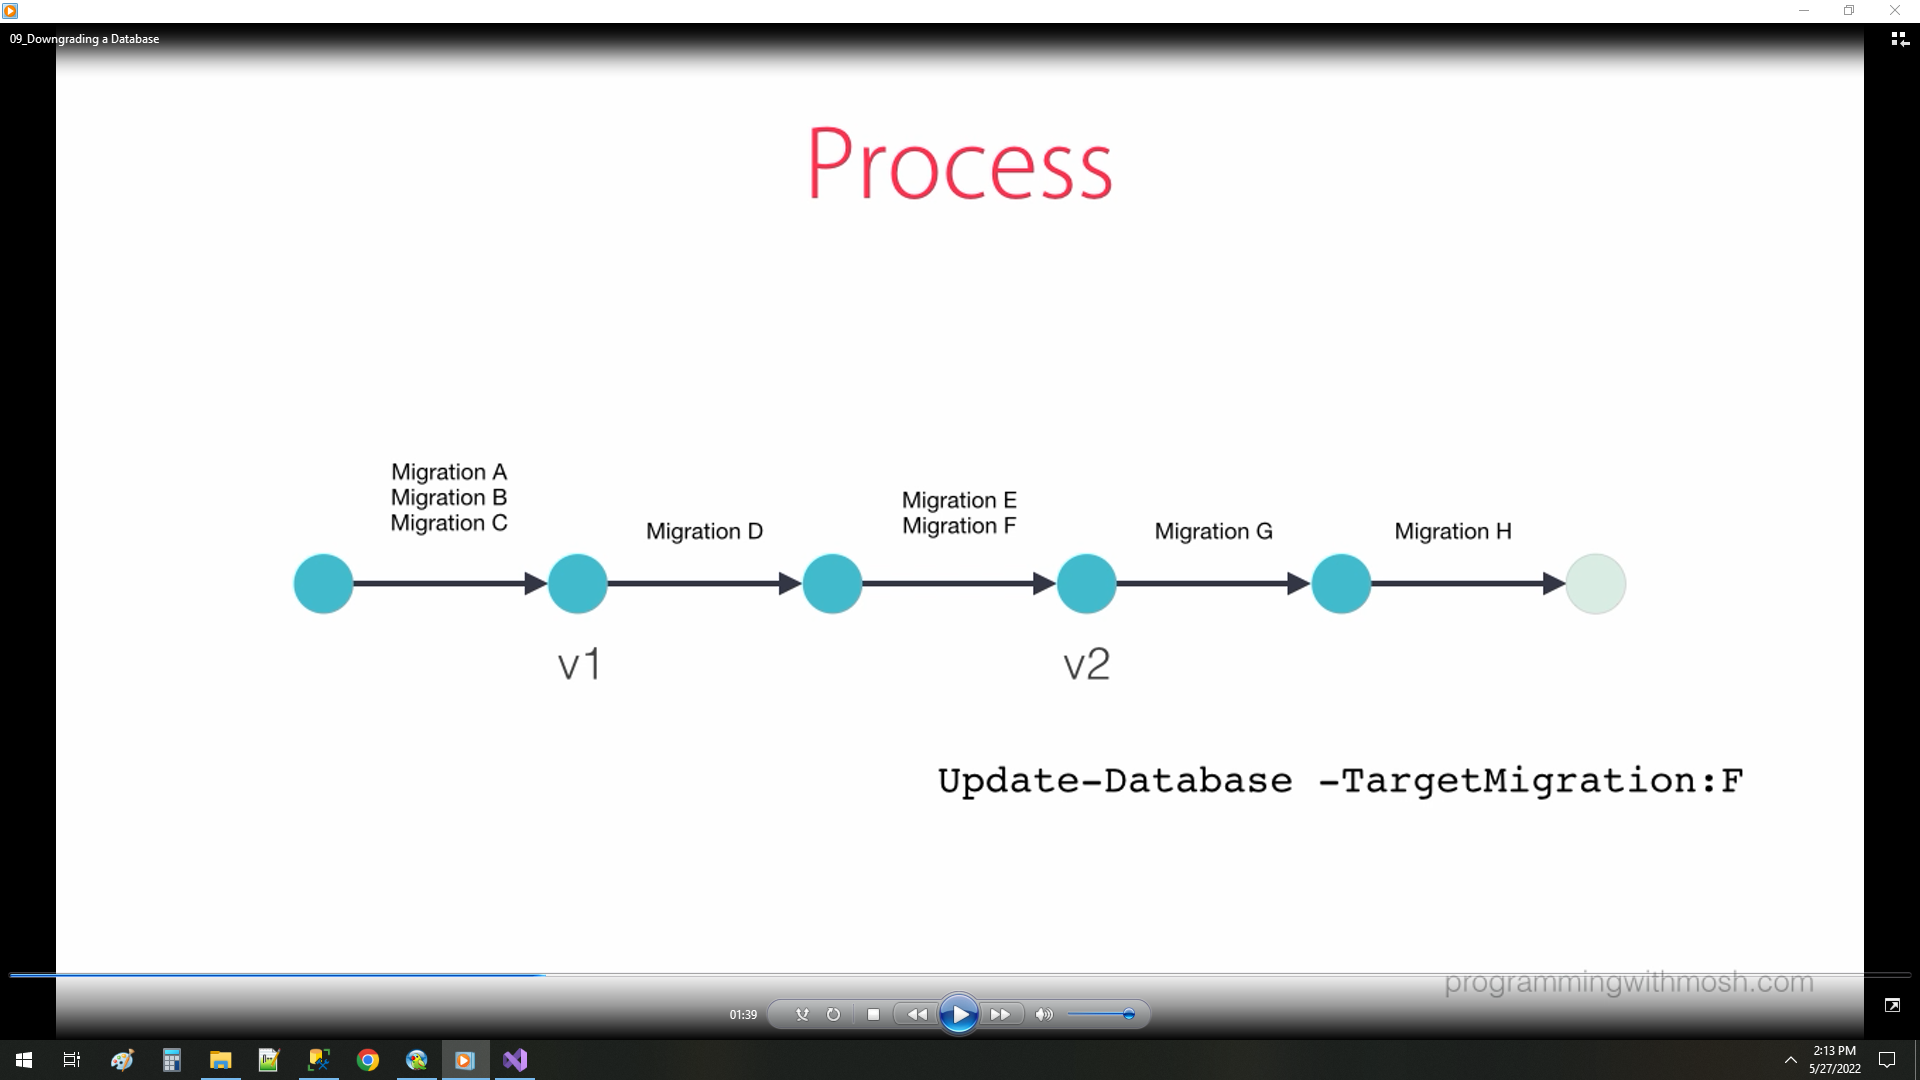 09_Downgrading a Database
Process
Migration A
Migration B
Migration C
Migration D
Migration E
Migration F
Migration G
Migration H
v1
v2
Update-Database -TargetMigration:F
programmingwithmosh.com
01:39
2:13 PM
5/27/2022